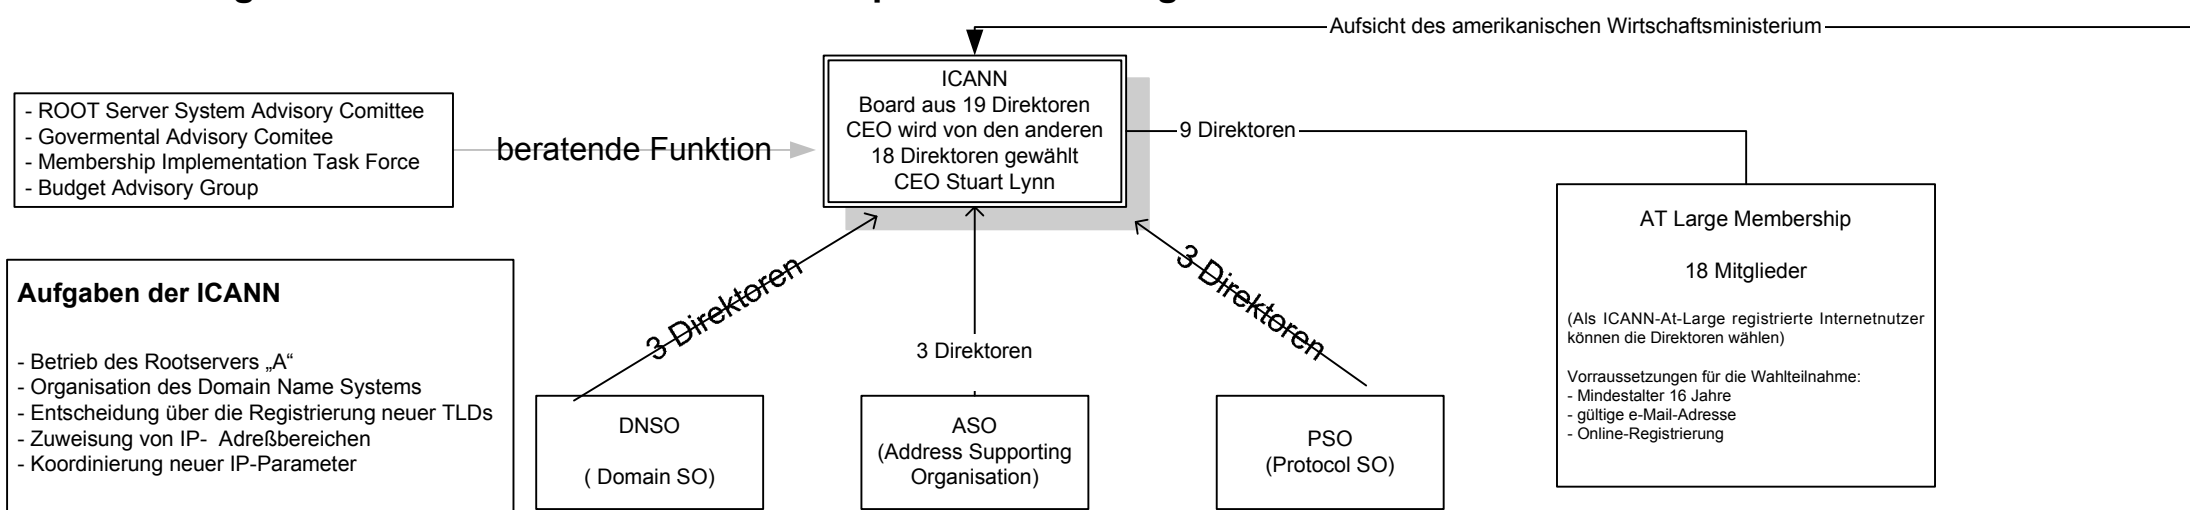 Aufsicht des amerikanischen Wirtschaftsministerium
ICANN
Board aus 19 Direktoren
CEO wird von den anderen
18 Direktoren gewählt
CEO Stuart Lynn
- ROOT Server System Advisory Comittee
- Govermental Advisory Comitee
- Membership Implementation Task Force
- Budget Advisory Group
beratende Funktion
9 Direktoren
AT Large Membership
18 Mitglieder
(Als ICANN-At-Large registrierte Internetnutzer
können die Direktoren wählen)
Vorraussetzungen für die Wahlteilnahme:
- Mindestalter 16 Jahre
- gültige e-Mail-Adresse
- Online-Registrierung
Aufgaben der ICANN
- Betrieb des Rootservers „A“
- Organisation des Domain Name Systems
- Entscheidung über die Registrierung neuer TLDs
- Zuweisung von IP- Adreßbereichen
- Koordinierung neuer IP-Parameter
3 Direktoren
3 Direktoren
3 Direktoren
DNSO
( Domain SO)
ASO
(Address Supporting
Organisation)
PSO
(Protocol SO)